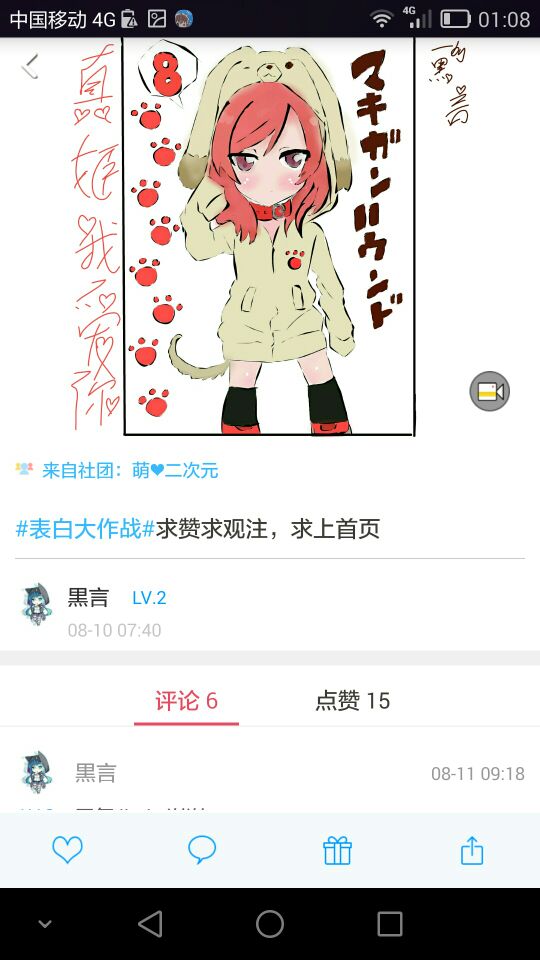 中国移动 4G
4G
01:08
真姬我不爱你
8
マキガンバウンド
黑言
来自社团：萌❤二次元
#表白大作战#求赞求观注，求上首页
黑言 LV.2
08-10 07:40
评论 6 点赞 15
黑言 08-11 09:18